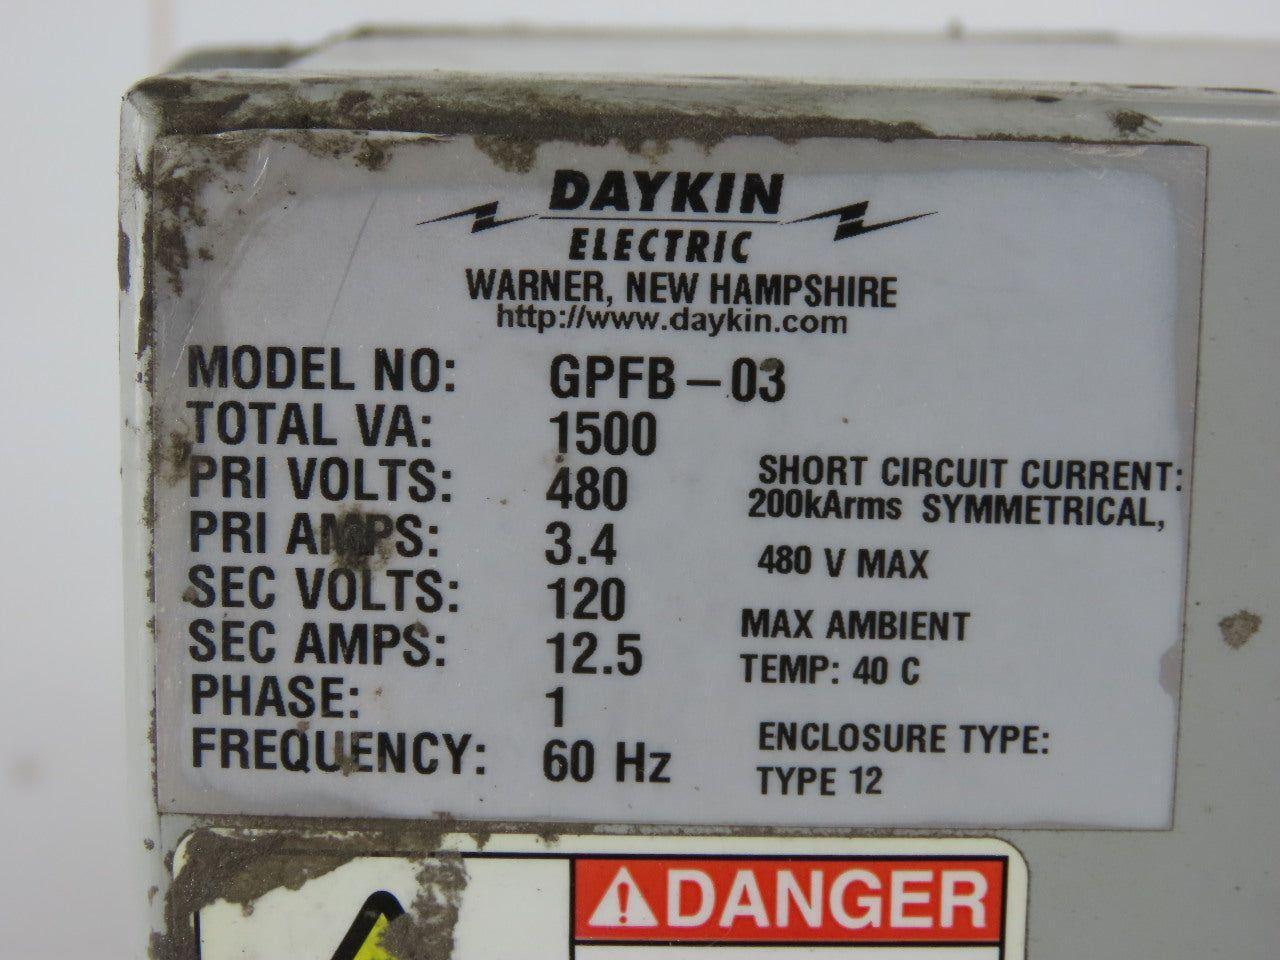 DAYKIN
ELECTRIC
WARNER, NEW HAMPSHIRE
http://www.daykin.com
MODEL NO: GPFB-03
TOTAL VA: 1500
PRI VOLTS: 480
PRI AMPS: 3.4
SEC VOLTS: 120
SEC AMPS: 12.5
PHASE: 1
FREQUENCY: 60 Hz
SHORT CIRCUIT CURRENT:
200kArms SYMMETRICAL,
480 V MAX
MAX AMBIENT
TEMP: 40 C
ENCLOSURE TYPE:
TYPE 12
DANGER